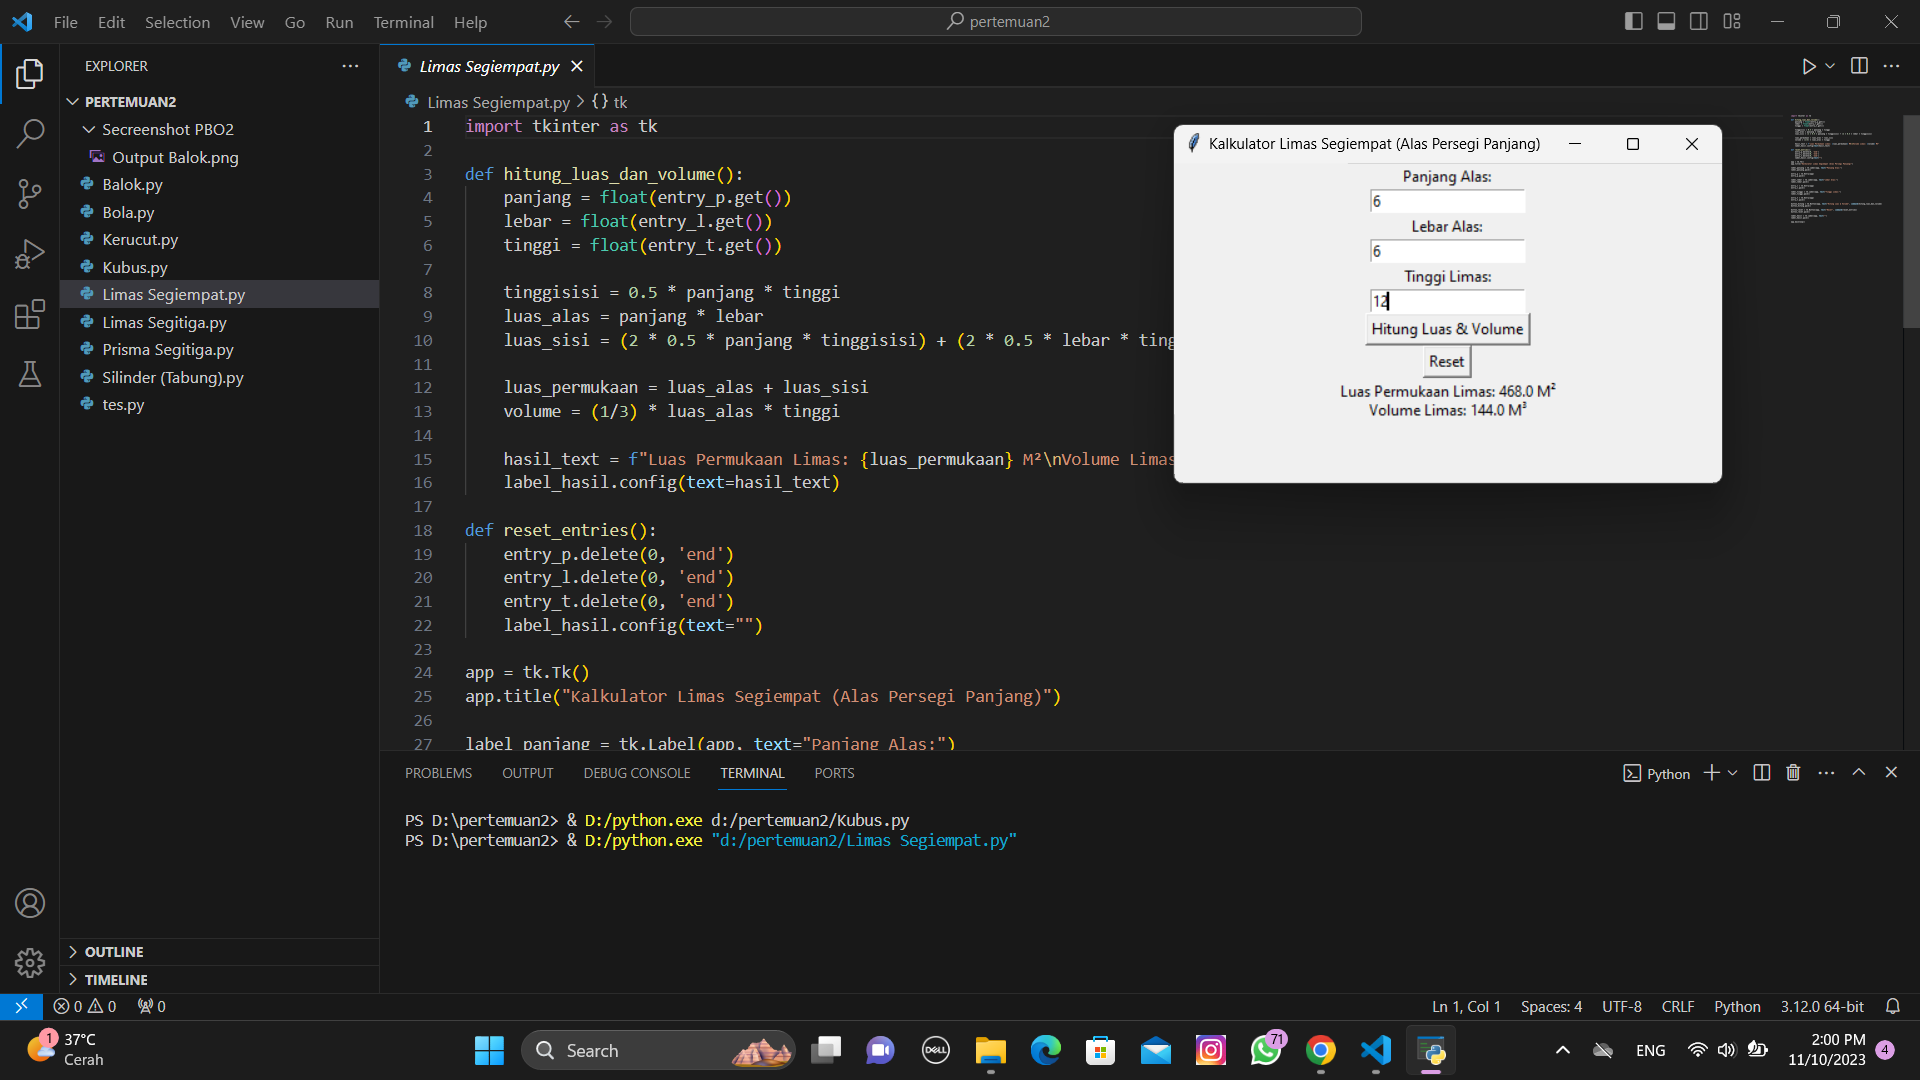 File Edit Selection View Go Run Terminal Help
pertemuan2
EXPLORER
PERTEMUAN2
Secreenshot PBO2
Output Balok.png
Balok.py
Bola.py
Kerucut.py
Kubus.py
Limas Segiempat.py
Limas Segitiga.py
Prisma Segitiga.py
Silinder (Tabung).py
tes.py
OUTLINE
TIMELINE
Limas Segiempat.py
Limas Segiempat.py > {} tk
1 import tkinter as tk
2
3 def hitung_luas_dan_volume():
4 panjang = float(entry_p.get())
5 lebar = float(entry_l.get())
6 tinggi = float(entry_t.get())
7
8 tinggisisi = 0.5 * panjang * tinggi
9 luas_alas = panjang * lebar
10 luas_sisi = (2 * 0.5 * panjang * tinggisisi) + (2 * 0.5 * lebar * ting
11
12 luas_permukaan = luas_alas + luas_sisi
13 volume = (1/3) * luas_alas * tinggi
14
15 hasil_text = f"Luas Permukaan Limas: {luas_permukaan} M²\nVolume Limas
16 label_hasil.config(text=hasil_text)
17
18 def reset_entries():
19 entry_p.delete(0, 'end')
20 entry_l.delete(0, 'end')
21 entry_t.delete(0, 'end')
22 label_hasil.config(text="")
23
24 app = tk.Tk()
25 app.title("Kalkulator Limas Segiempat (Alas Persegi Panjang)")
26
27 label_panjang = tk.Label(app, text="Panjang Alas:")
Kalkulator Limas Segiempat (Alas Persegi Panjang)
Panjang Alas:
6
Lebar Alas:
6
Tinggi Limas:
12
Hitung Luas & Volume
Reset
Luas Permukaan Limas: 468.0 M²
Volume Limas: 144.0 M³
PROBLEMS OUTPUT DEBUG CONSOLE TERMINAL PORTS
Python
PS D:\pertemuan2> & D:/python.exe d:/pertemuan2/Kubus.py
PS D:\pertemuan2> & D:/python.exe "d:/pertemuan2/Limas Segiempat.py"
0 0 0
Ln 1, Col 1 Spaces: 4 UTF-8 CRLF Python 3.12.0 64-bit
1
37°C
Cerah
Search
DELL
71
ENG
2:00 PM
11/10/2023
4